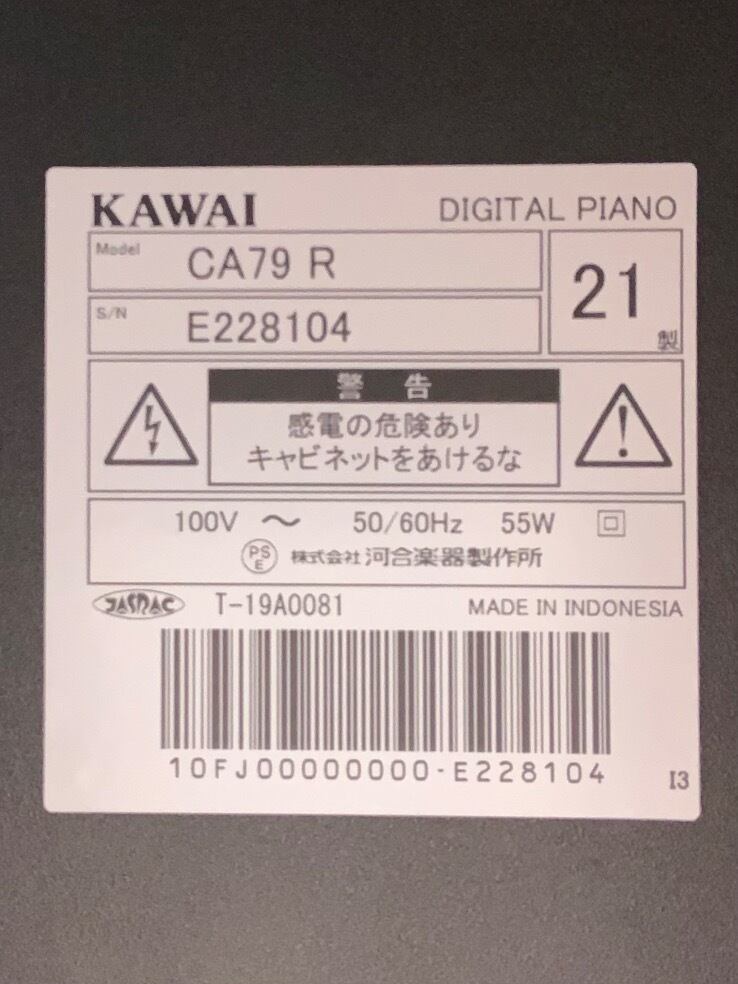 KAWAI DIGITAL PIANO
Model CA79 R
S/N E228104
21製
警 告
感電の危険あり
キャビネットをあけるな
100V ～ 50/60Hz 55W
PS E 株式会社 河合楽器製作所
JASRAC T-19A0081 MADE IN INDONESIA
10FJ00000000-E228104
I3